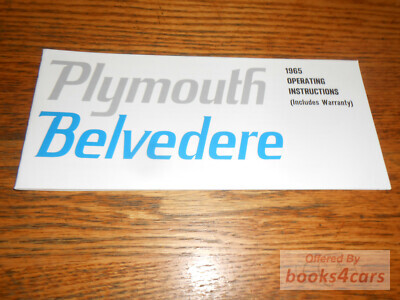 Plymouth
Belvedere
1965
OPERATING
INSTRUCTIONS
(Includes Warranty)
Offered By
books4cars